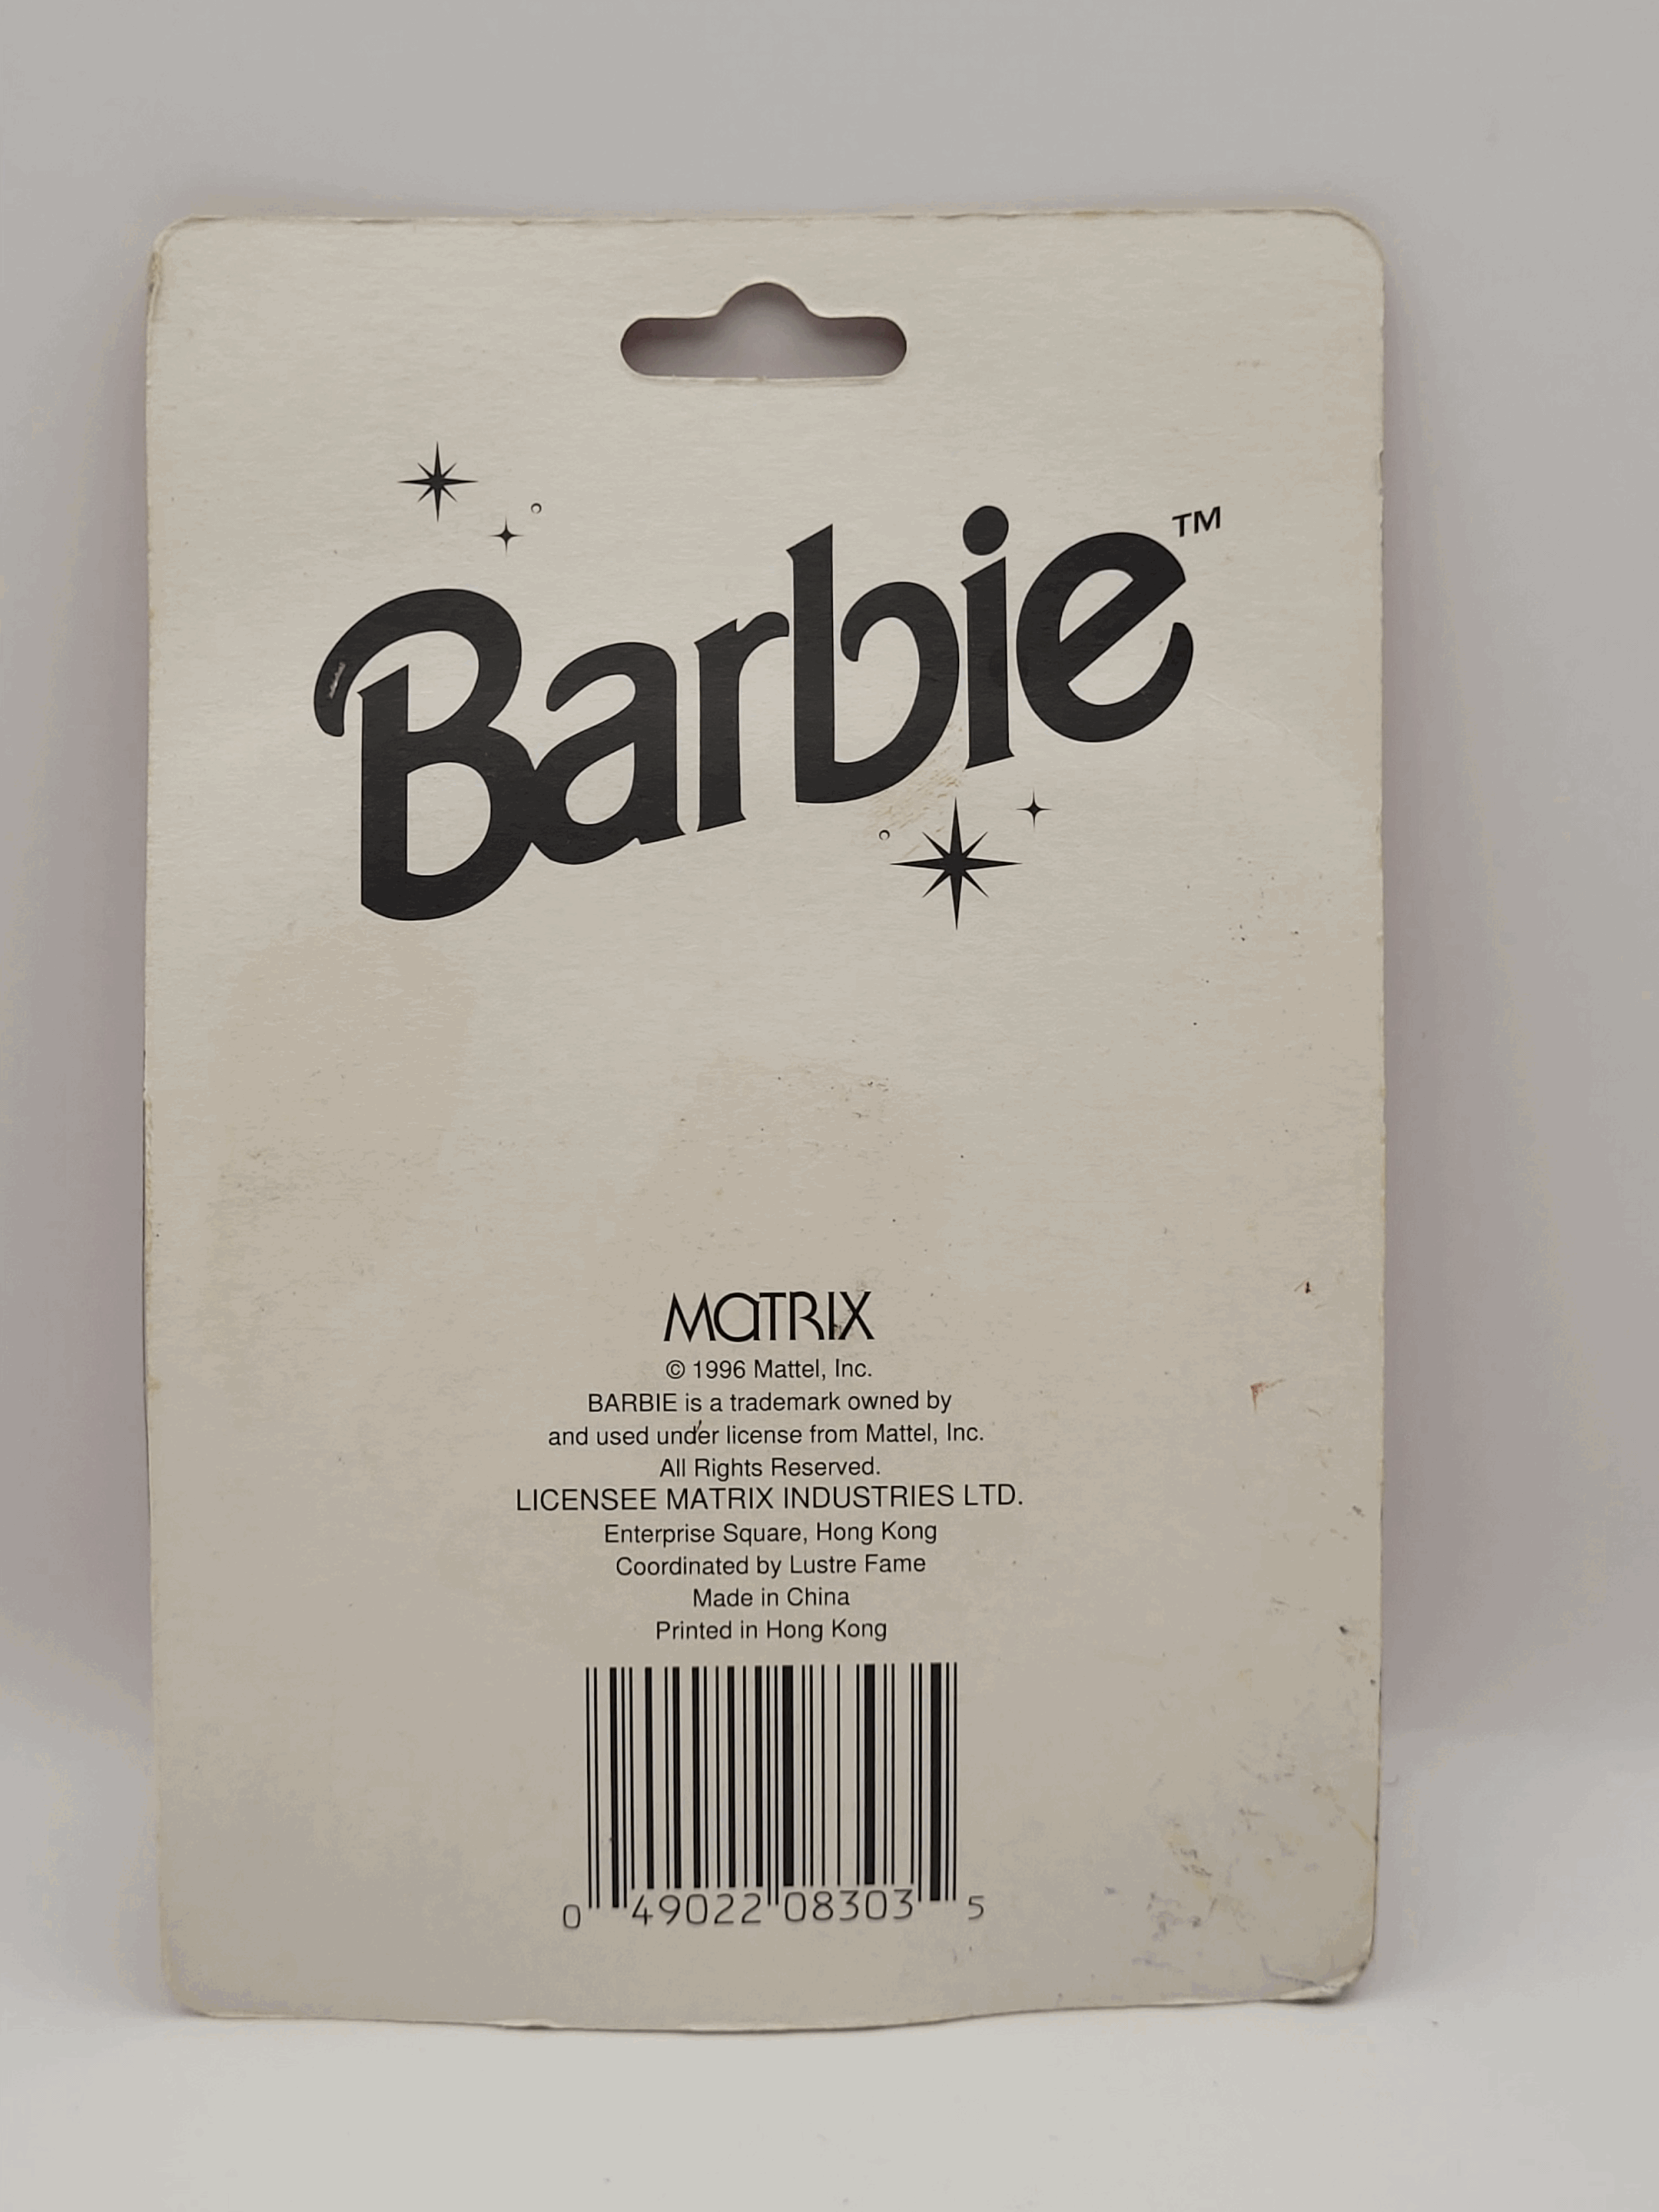 Barbie™
MATRIX
© 1996 Mattel, Inc.
BARBIE is a trademark owned by
and used under license from Mattel, Inc.
All Rights Reserved.
LICENSEE MATRIX INDUSTRIES LTD.
Enterprise Square, Hong Kong
Coordinated by Lustre Fame
Made in China
Printed in Hong Kong
0 49022 08303 5